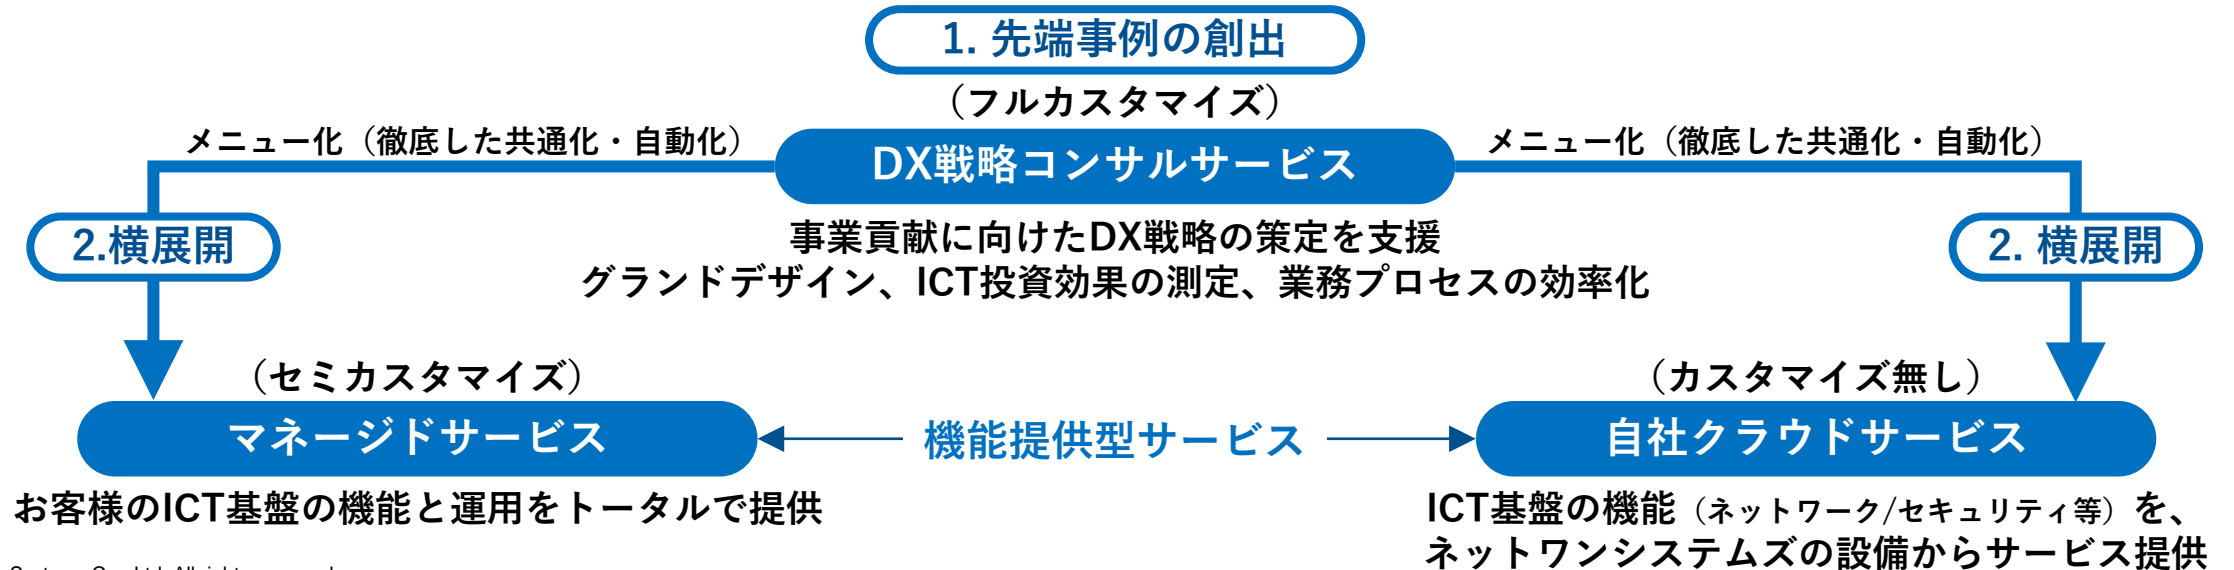 1. 先端事例の創出
（フルカスタマイズ）
メニュー化（徹底した共通化・自動化）
DX戦略コンサルサービス
メニュー化（徹底した共通化・自動化）
2.横展開
事業貢献に向けたDX戦略の策定を支援
2. 横展開
グランドデザイン、ICT投資効果の測定、業務プロセスの効率化
（セミカスタマイズ）
（カスタマイズ無し）
マネージドサービス
機能提供型サービス
自社クラウドサービス
お客様のICT基盤の機能と運用をトータルで提供
ICT基盤の機能（ネットワーク/セキュリティ等）を、
ネットワンシステムズの設備からサービス提供